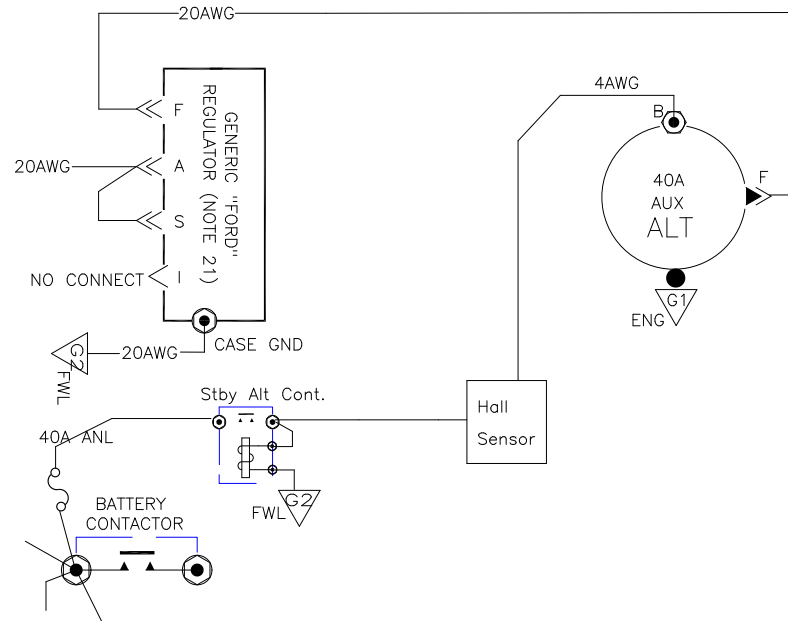 20AWG
4AWG
F
B
GENERIC "FORD"
REGULATOR (NOTE 21)
20AWG
A
40A
AUX
ALT
F
S
NO CONNECT
I
G1
ENG
CASE GND
20AWG
G2
FWL
Stby Alt Cont.
Hall
Sensor
40A ANL
G2
FWL
BATTERY
CONTACTOR